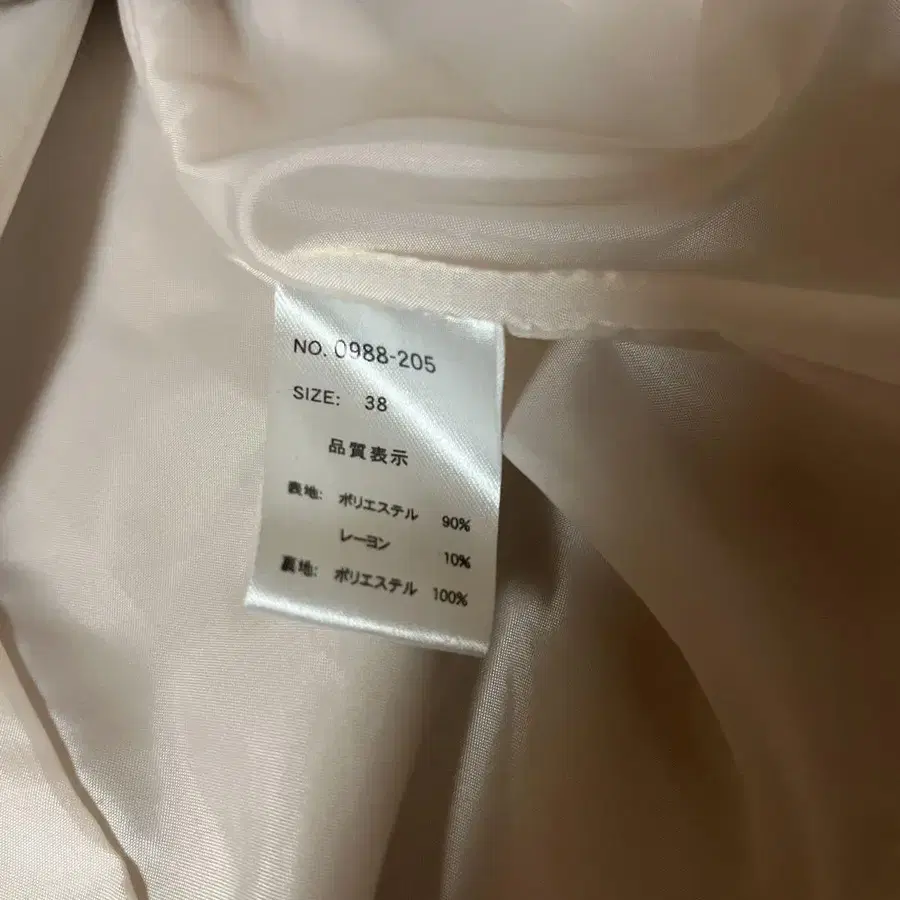 NO. 0988-205
SIZE: 38
品質表示
表地: ポリエステル 90%
レーヨン 10%
裏地: ポリエステル 100%